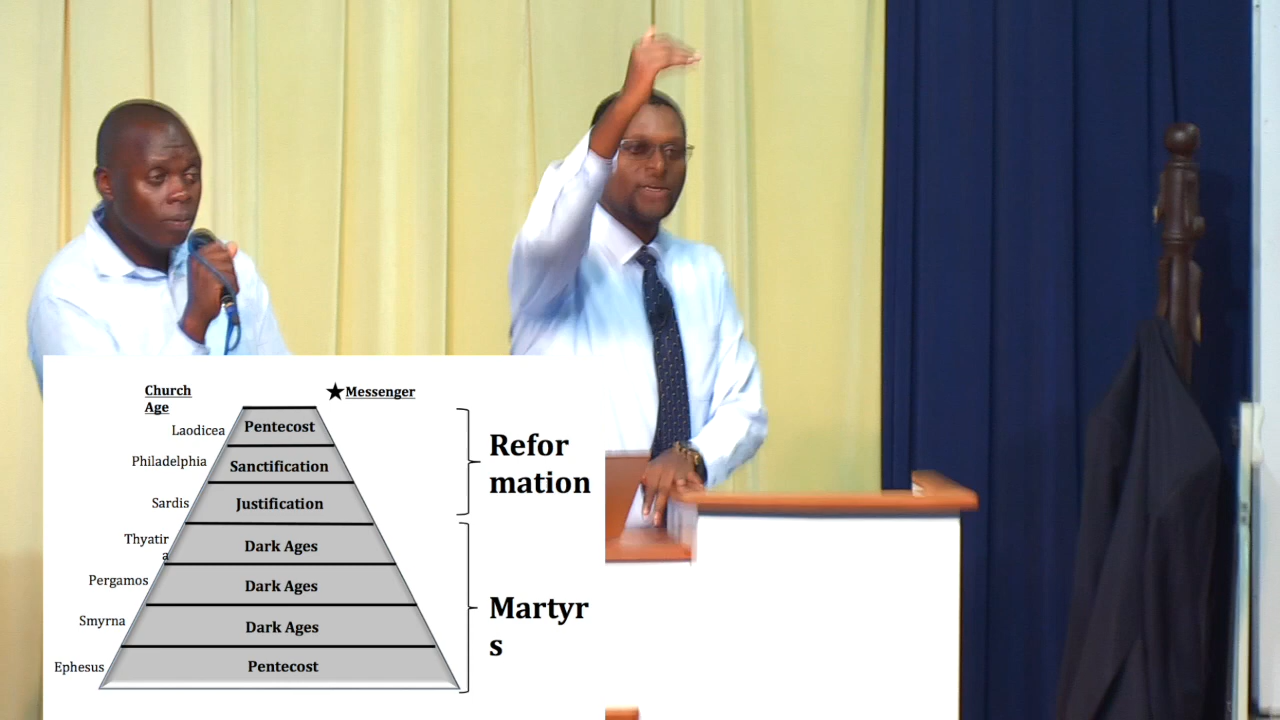 Church
Age
★Messenger
Laodicea
Pentecost
Philadelphia
Sanctification
Sardis
Justification
Refor
mation
Thyatir
a
Dark Ages
Pergamos
Dark Ages
Smyrna
Dark Ages
Ephesus
Pentecost
Martyr
s